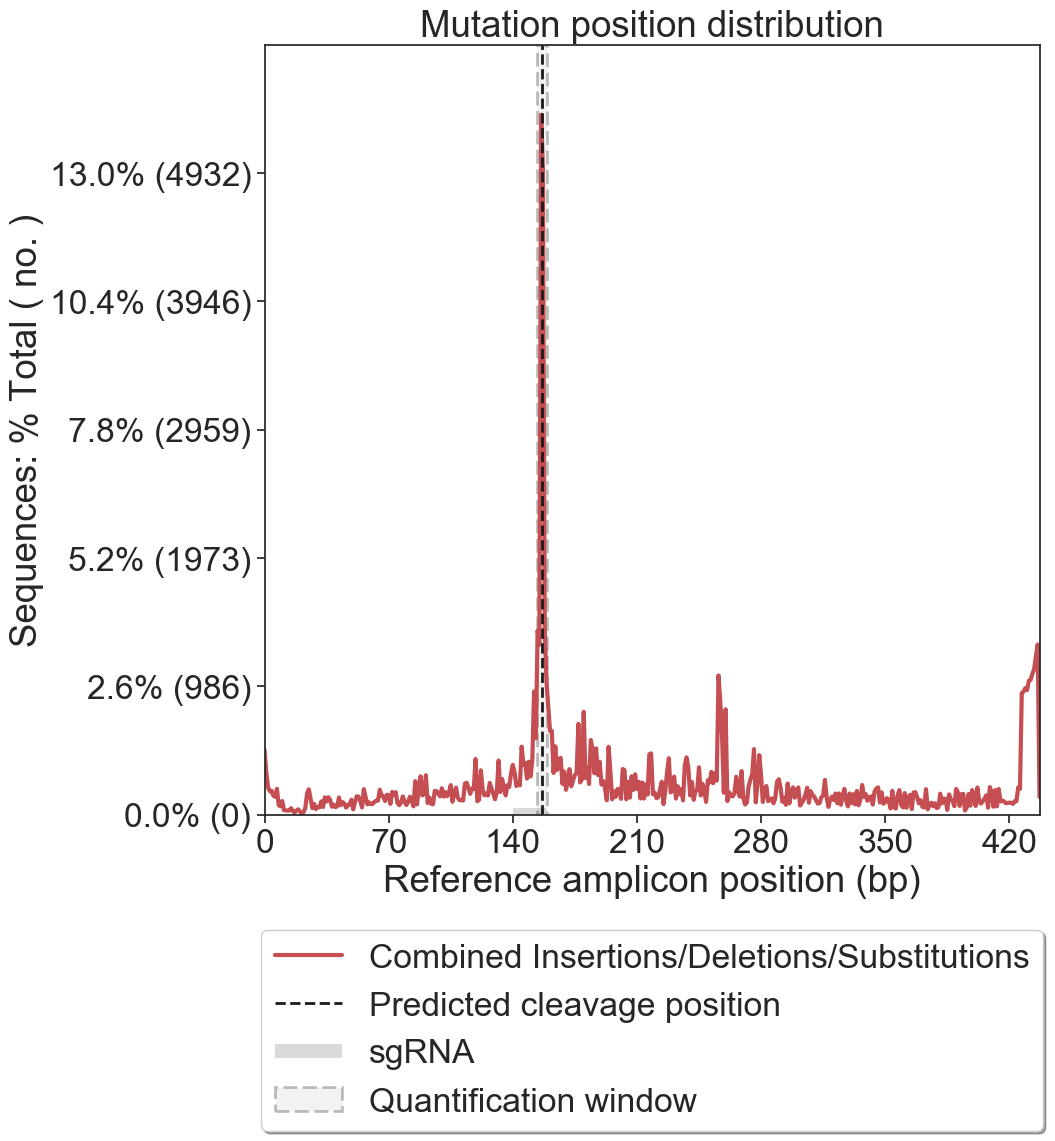 Mutation position distribution
Sequences: % Total ( no. )
13.0% (4932)
10.4% (3946)
7.8% (2959)
5.2% (1973)
2.6% (986)
0.0% (0)
0 70 140 210 280 350 420
Reference amplicon position (bp)
Combined Insertions/Deletions/Substitutions
Predicted cleavage position
sgRNA
Quantification window